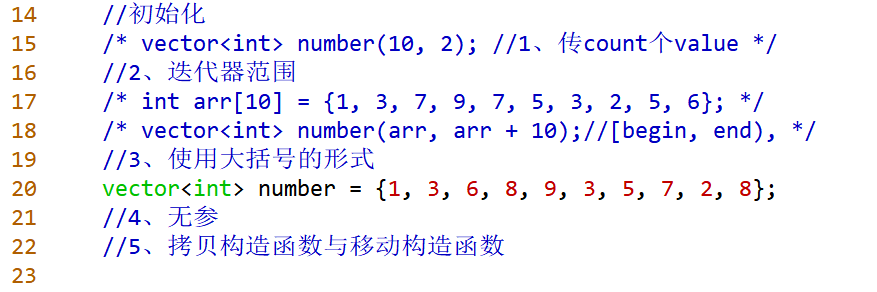 14 //初始化
15 /* vector<int> number(10, 2); //1、传count个value */
16 //2、迭代器范围
17 /* int arr[10] = {1, 3, 7, 9, 7, 5, 3, 2, 5, 6}; */
18 /* vector<int> number(arr, arr + 10);//[begin, end), */
19 //3、使用大括号的形式
20 vector<int> number = {1, 3, 6, 8, 9, 3, 5, 7, 2, 8};
21 //4、无参
22 //5、拷贝构造函数与移动构造函数
23